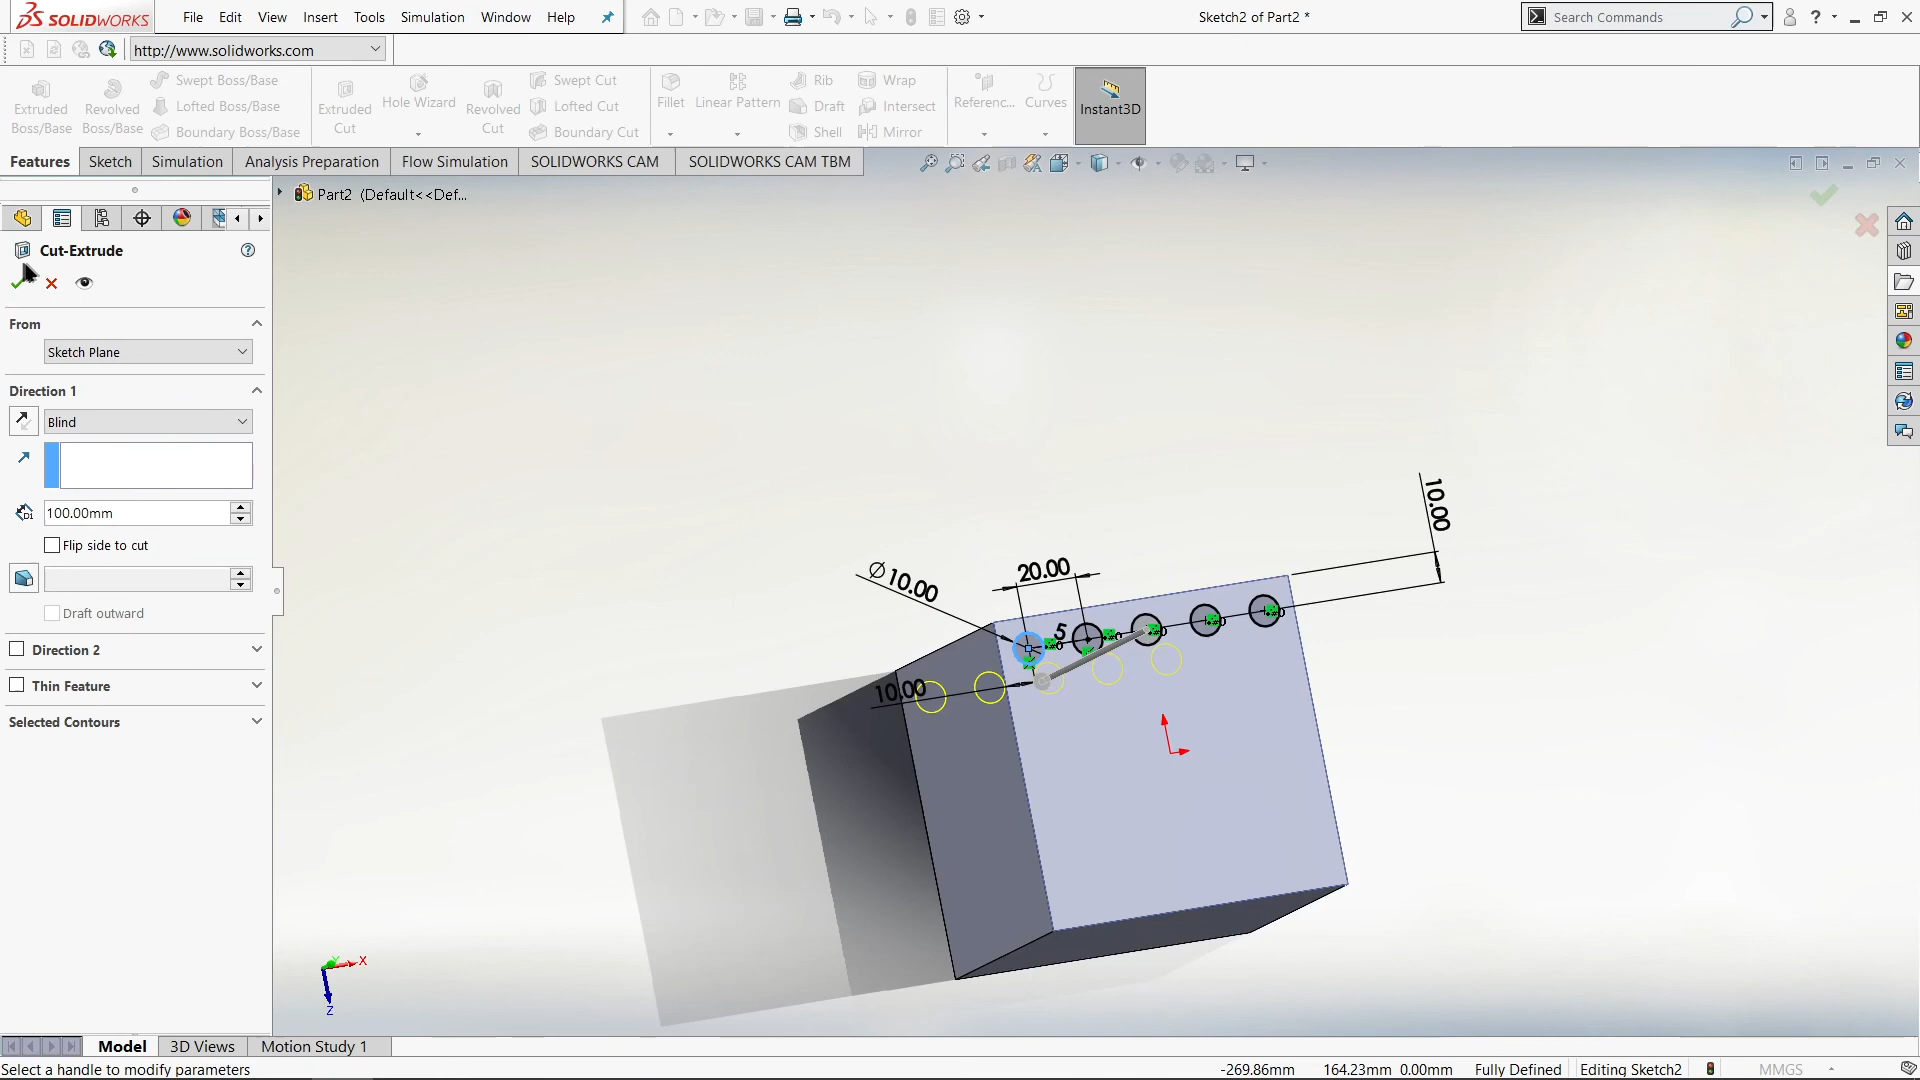 SOLIDWORKS File Edit View Insert Tools Simulation Window Help Sketch2 of Part2 * Search Commands ?
http://www.solidworks.com
Extruded Boss/Base
Revolved Boss/Base
Swept Boss/Base
Lofted Boss/Base
Boundary Boss/Base
Extruded Cut
Hole Wizard
Revolved Cut
Swept Cut
Lofted Cut
Boundary Cut
Fillet
Linear Pattern
Rib
Draft
Shell
Wrap
Intersect
Mirror
Referenc...
Curves
Instant3D
Features Sketch Simulation Analysis Preparation Flow Simulation SOLIDWORKS CAM SOLIDWORKS CAM TBM
Part2 (Default<<Def...
Cut-Extrude ?
From
Sketch Plane
Direction 1
Blind
D1 100.00mm
Flip side to cut
Draft outward
Direction 2
Thin Feature
Selected Contours
10.00
20.00
Ø10.00
5
10.00
Y X
Z
Model 3D Views Motion Study 1
Select a handle to modify parameters -269.86mm 164.23mm 0.00mm Fully Defined Editing Sketch2 MMGS